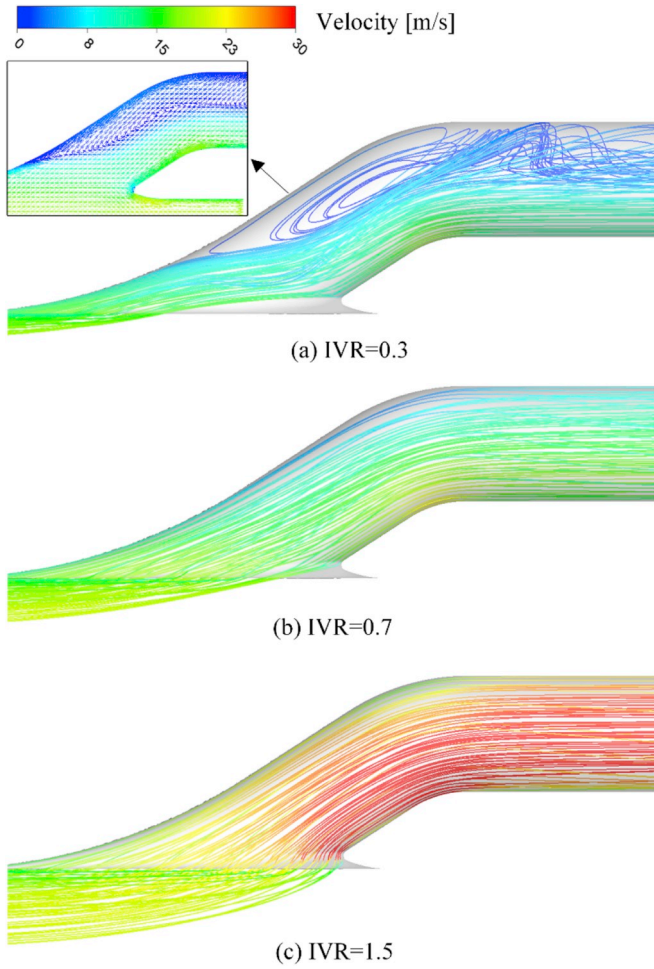 Velocity [m/s]
0 8 15 23 30
(a) IVR=0.3
(b) IVR=0.7
(c) IVR=1.5